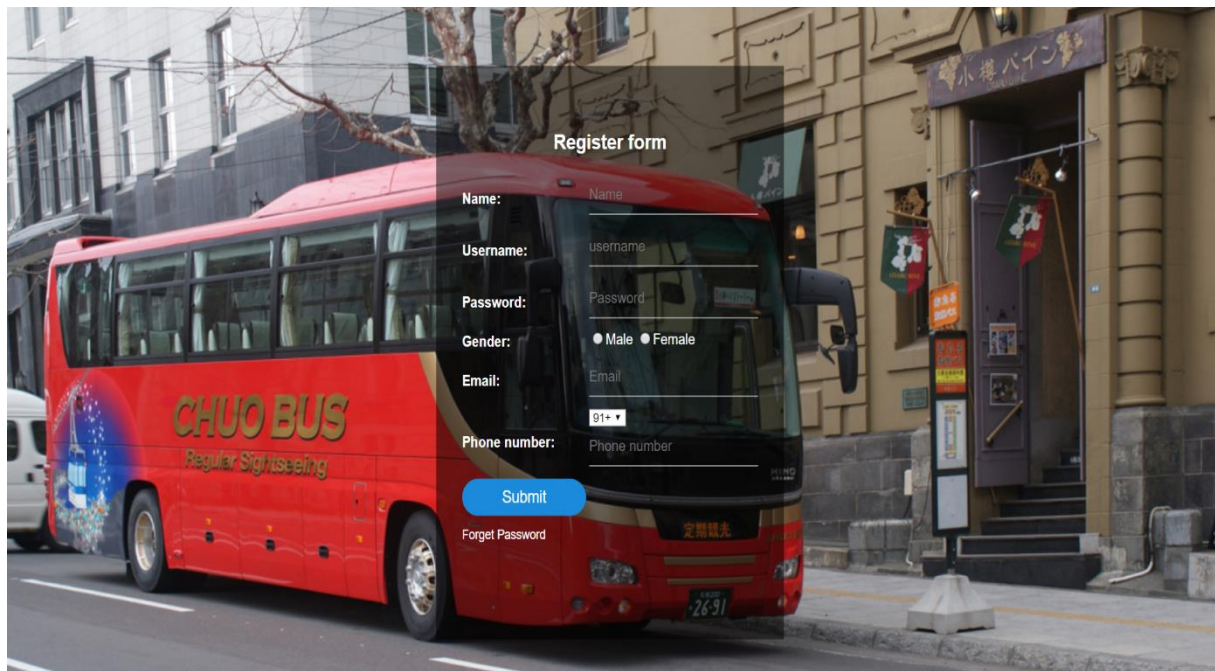 Register form
Name:
Name
Username:
username
Password:
Password
Gender:
Male
Female
Email:
Email
91+
Phone number:
Phone number
Submit
Forget Password
CHUO BUS
Regular Sightseeing
定期観光
HINO
26-91
小樽バイン